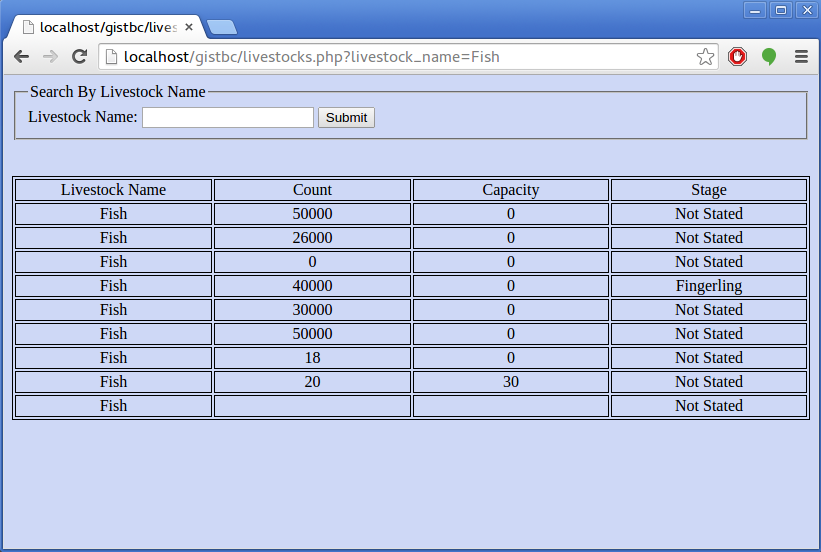 localhost/gistbc/lives
localhost/gistbc/livestocks.php?livestock_name=Fish
Search By Livestock Name
Livestock Name: Submit
Livestock Name Count Capacity Stage
Fish 50000 0 Not Stated
Fish 26000 0 Not Stated
Fish 0 0 Not Stated
Fish 40000 0 Fingerling
Fish 30000 0 Not Stated
Fish 50000 0 Not Stated
Fish 18 0 Not Stated
Fish 20 30 Not Stated
Fish Not Stated